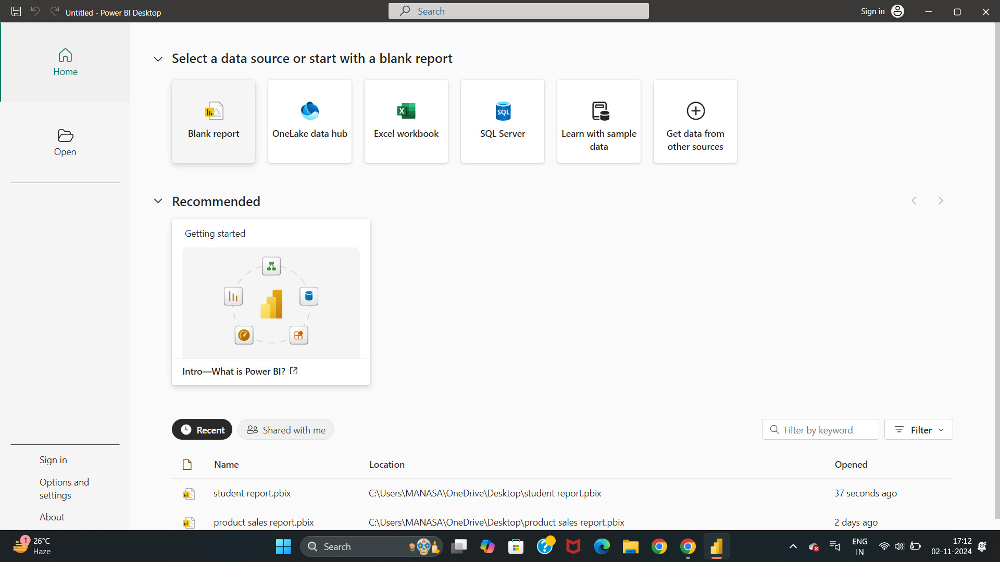 Untitled - Power BI Desktop
Search
Sign in
Home
Open
Select a data source or start with a blank report
Blank report
OneLake data hub
Excel workbook
SQL
SQL Server
Learn with sample
data
Get data from
other sources
Recommended
Getting started
Intro—What is Power BI?
Recent
Shared with me
Filter by keyword
Filter
Name
Location
Opened
student report.pbix
C:\Users\MANASA\OneDrive\Desktop\student report.pbix
37 seconds ago
product sales report.pbix
C:\Users\MANASA\OneDrive\Desktop\product sales report.pbix
2 days ago
Sign in
Options and
settings
About
1
26°C
Haze
Search
ENG
IN
17:12
02-11-2024